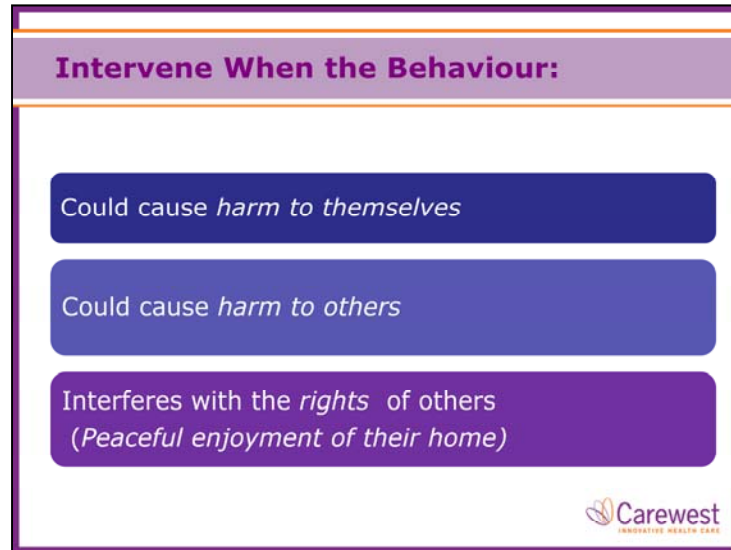 Intervene When the Behaviour:
Could cause harm to themselves
Could cause harm to others
Interferes with the rights of others
(Peaceful enjoyment of their home)
Carewest
INNOVATIVE HEALTH CARE